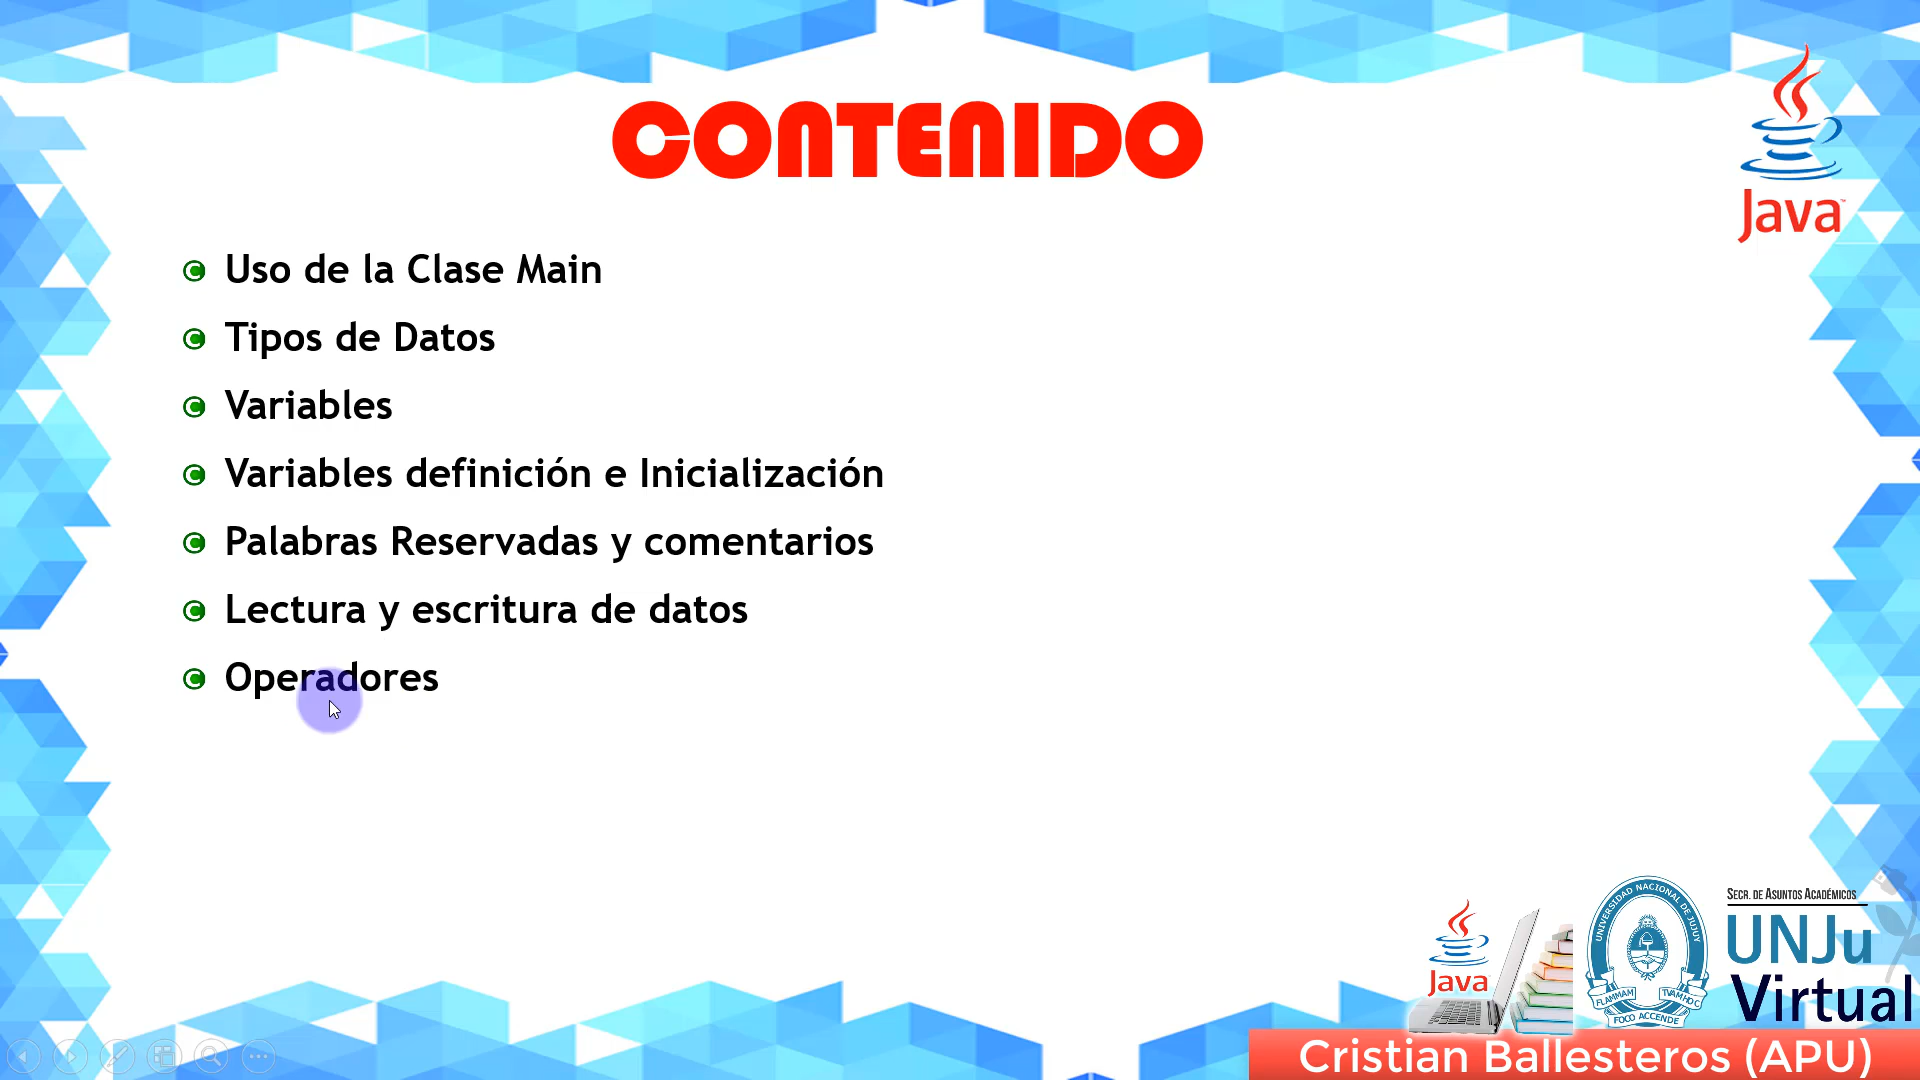 CONTENIDO
Java™
Uso de la Clase Main
Tipos de Datos
Variables
Variables definición e Inicialización
Palabras Reservadas y comentarios
Lectura y escritura de datos
Operadores
Java
UNIVERSIDAD NACIONAL DE JUJUY
FLAMMAM TVAM HOC
FOCO ACCENDE
SECR. DE ASUNTOS ACADÉMICOS
UNJu
Virtual
Cristian Ballesteros (APU)